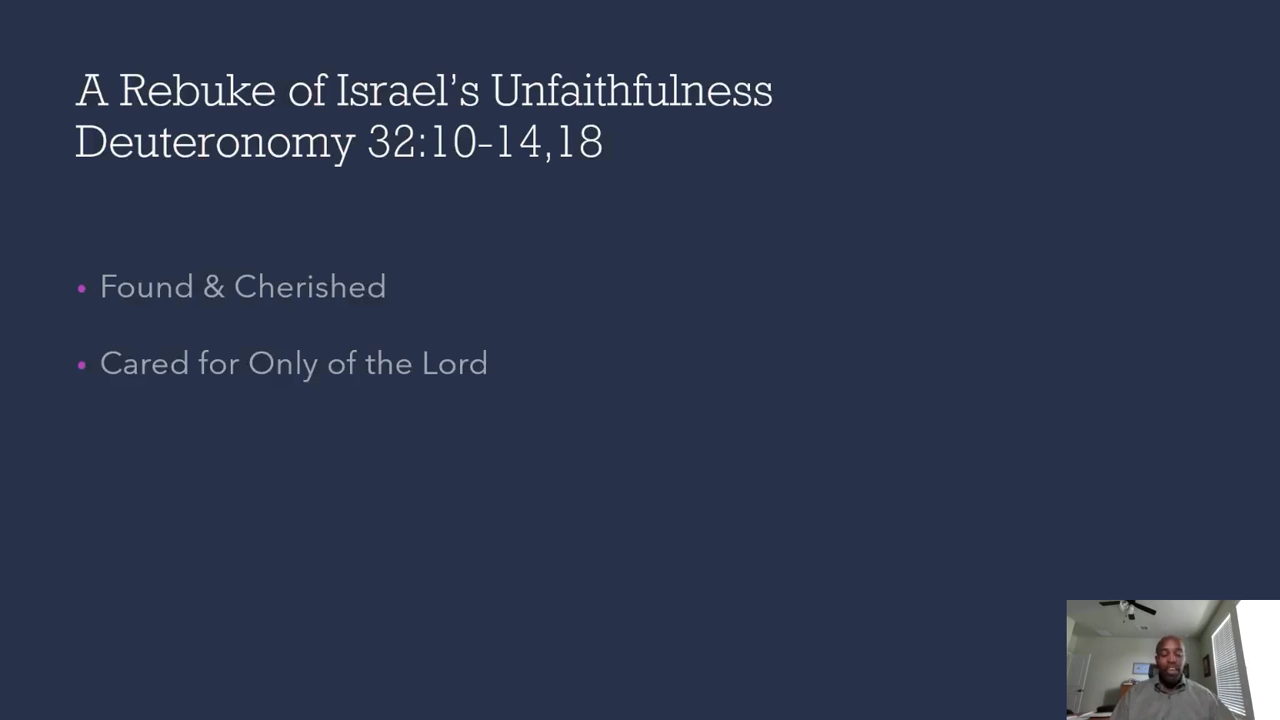 A Rebuke of Israel’s Unfaithfulness
Deuteronomy 32:10-14,18
• Found & Cherished
• Cared for Only of the Lord